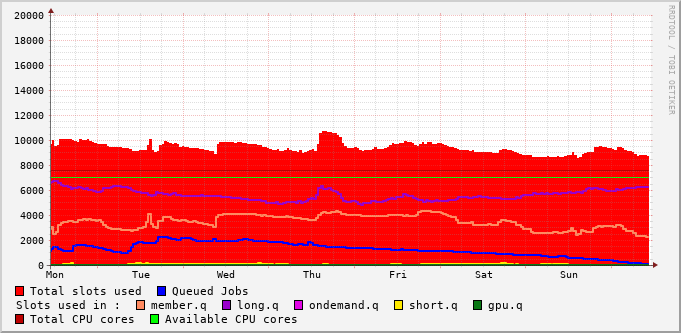 20000
18000
16000
14000
12000
10000
8000
6000
4000
2000
0
Mon Tue Wed Thu Fri Sat Sun
RRDTOOL / TOBI OETIKER
Total slots used Queued Jobs
Slots used in : member.q long.q ondemand.q short.q gpu.q
Total CPU cores Available CPU cores